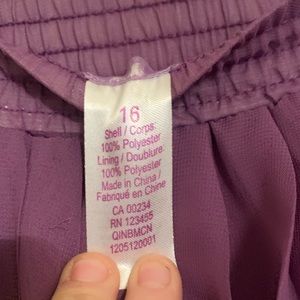 16
Shell / Corps:
100% Polyester
Lining / Doublure:
100% Polyester
Made in China /
Fabriqué en Chine
CA 00234
RN 123455
QINBMCN
1205120001